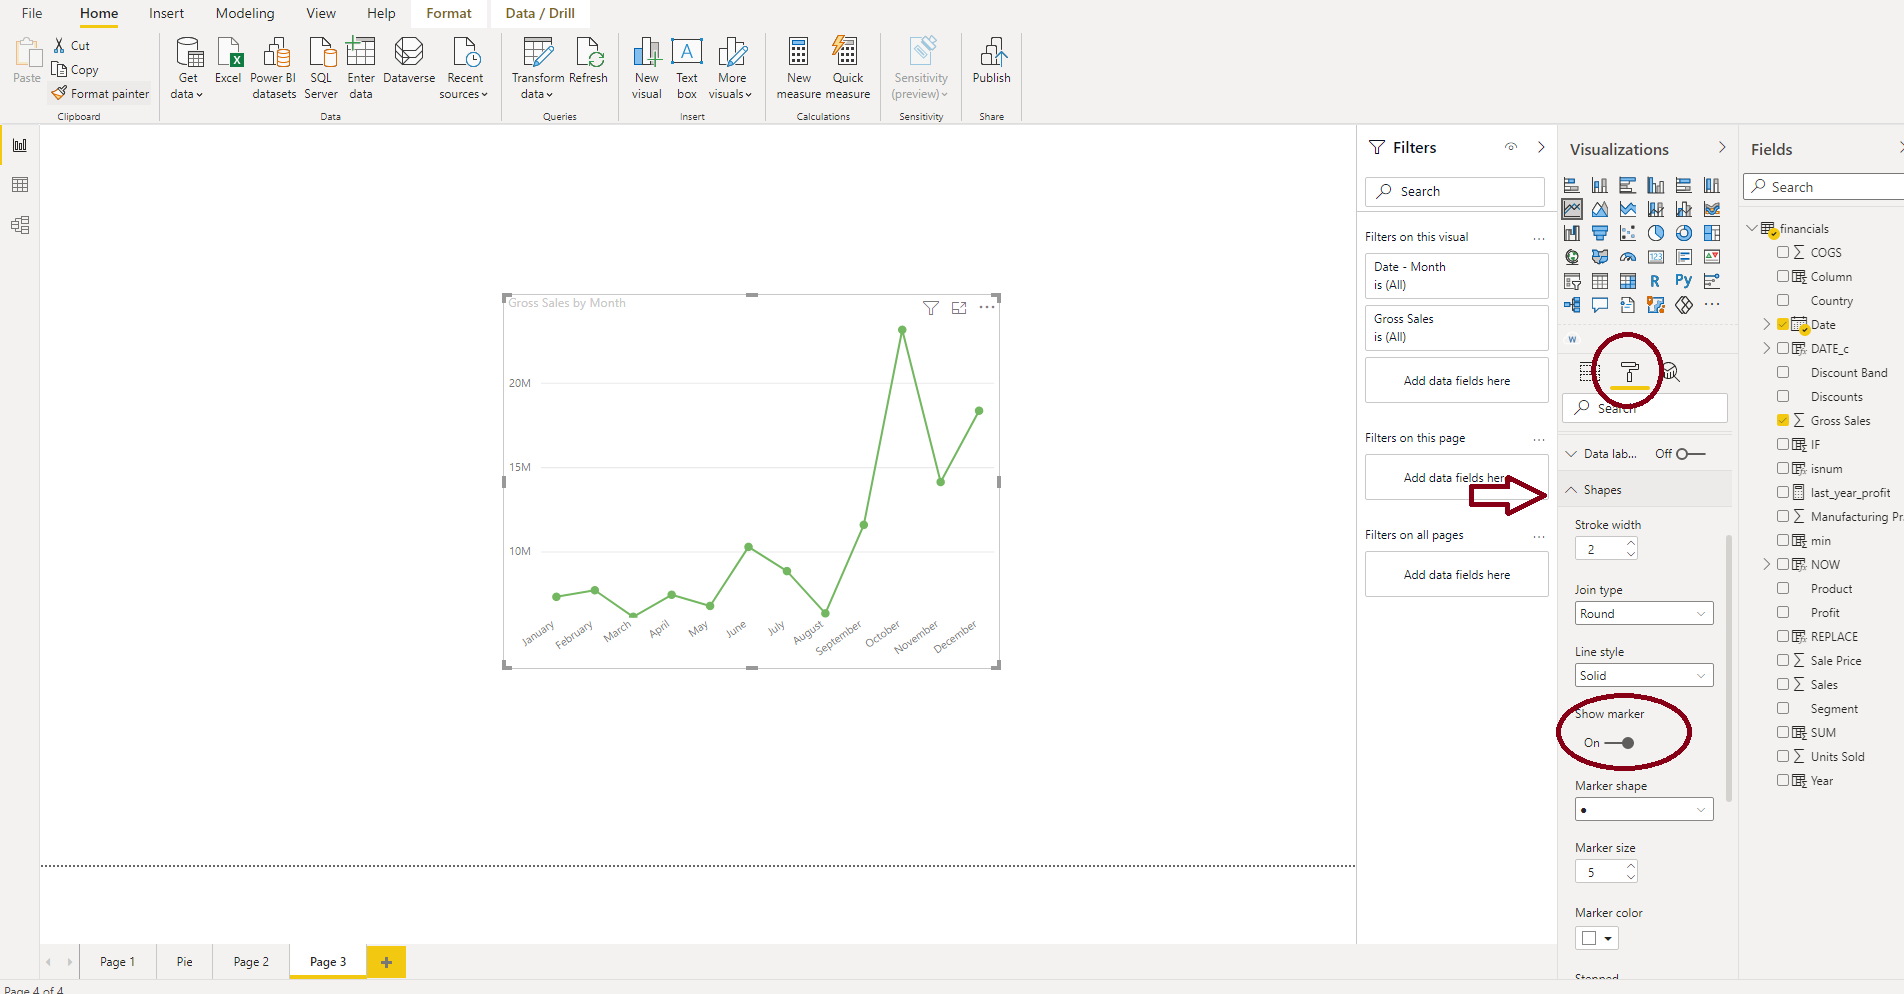 File Home Insert Modeling View Help Format Data / Drill
Paste
Cut
Copy
Format painter
Clipboard
Get data
Excel
Power BI datasets
SQL Server
Enter data
Dataverse
Recent sources
Data
Transform data
Refresh
Queries
New visual
Text box
More visuals
Insert
New measure
Quick measure
Calculations
Sensitivity (preview)
Sensitivity
Publish
Share
Gross Sales by Month
20M
15M
10M
January
February
March
April
May
June
July
August
September
October
November
December
Filters
Search
Filters on this visual
...
Date - Month
is (All)
Gross Sales
is (All)
Add data fields here
Filters on this page
...
Add data fields here
Filters on all pages
...
Add data fields here
Visualizations
123
R
Py
...
W
Search
Data lab... Off
Shapes
Stroke width
2
Join type
Round
Line style
Solid
Show marker
On
Marker shape
Marker size
5
Marker color
Stepped
Fields
Search
financials
COGS
Column
Country
Date
DATE_c
Discount Band
Discounts
Gross Sales
IF
isnum
last_year_profit
Manufacturing Pr
min
NOW
Product
Profit
REPLACE
Sale Price
Sales
Segment
SUM
Units Sold
Year
Page 1
Pie
Page 2
Page 3
+
Page 4 of 4